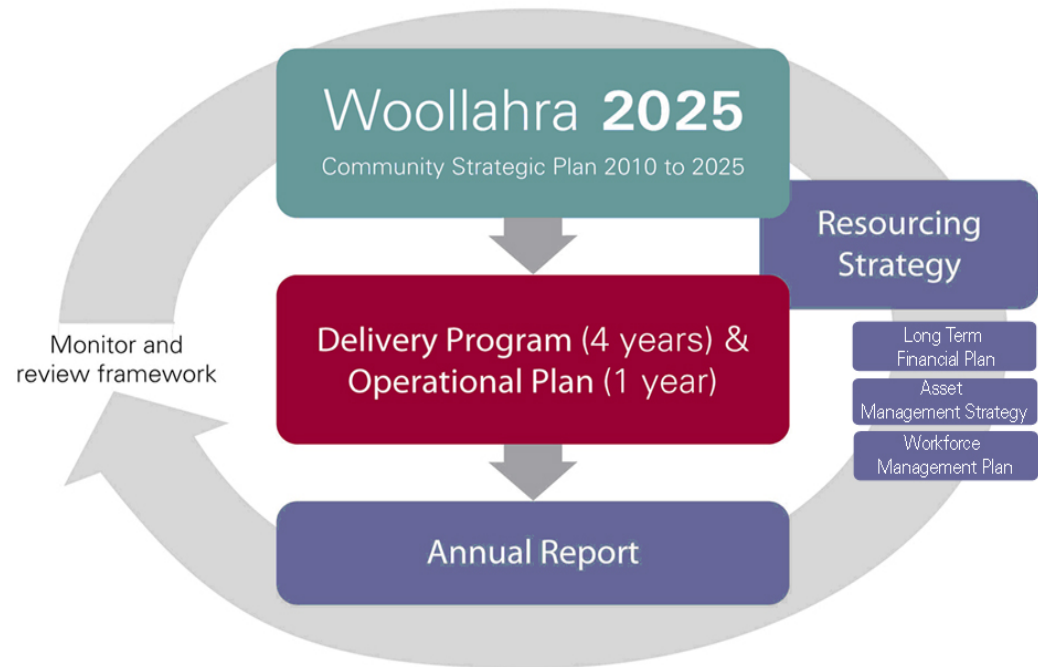 Woollahra 2025
Community Strategic Plan 2010 to 2025
Resourcing
Strategy
Delivery Program (4 years) &
Operational Plan (1 year)
Long Term
Financial Plan
Asset
Management Strategy
Workforce
Management Plan
Monitor and
review framework
Annual Report